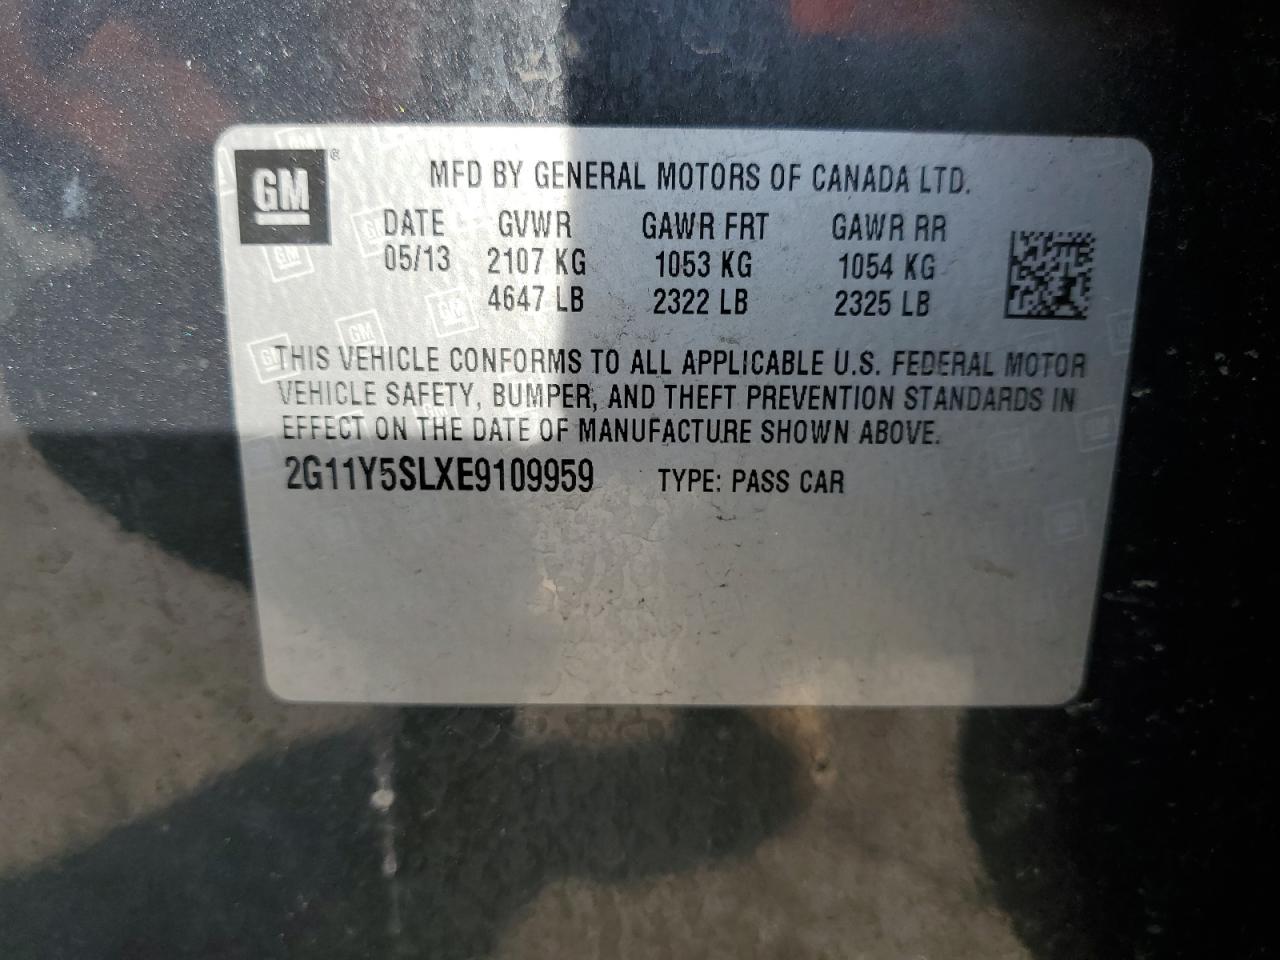 GM ®
MFD BY GENERAL MOTORS OF CANADA LTD.
DATE GVWR GAWR FRT GAWR RR
05/13 2107 KG 1053 KG 1054 KG
4647 LB 2322 LB 2325 LB
THIS VEHICLE CONFORMS TO ALL APPLICABLE U.S. FEDERAL MOTOR
VEHICLE SAFETY, BUMPER, AND THEFT PREVENTION STANDARDS IN
EFFECT ON THE DATE OF MANUFACTURE SHOWN ABOVE.
2G11Y5SLXE9109959 TYPE: PASS CAR